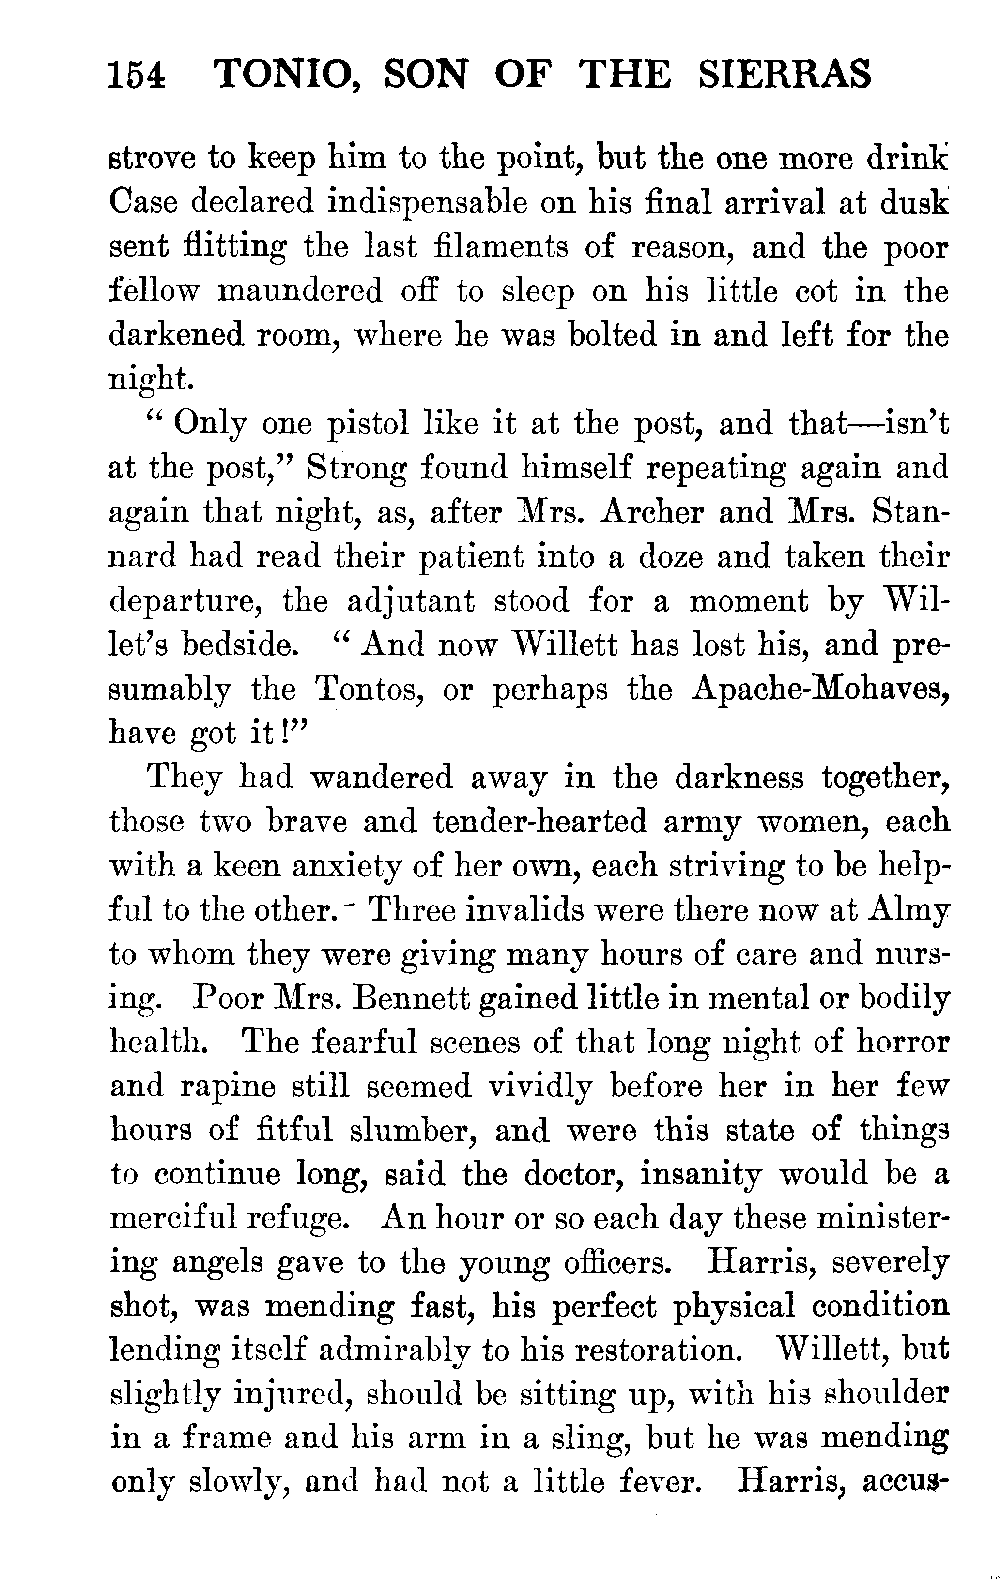 154 TONIO, SON OF THE SIERRAS
strove to keep him to the point, but the one more drink
Case declared indispensable on his final arrival at dusk
sent flitting the last filaments of reason, and the poor
fellow maundered off to sleep on his little cot in the
darkened room, where he was bolted in and left for the
night.
“ Only one pistol like it at the post, and that—isn’t
at the post,” Strong found himself repeating again and
again that night, as, after Mrs. Archer and Mrs. Stan-
nard had read their patient into a doze and taken their
departure, the adjutant stood for a moment by Wil-
let’s bedside. “ And now Willett has lost his, and pre-
sumably the Tontos, or perhaps the Apache-Mohaves,
have got it!”
They had wandered away in the darkness together,
those two brave and tender-hearted army women, each
with a keen anxiety of her own, each striving to be help-
ful to the other. Three invalids were there now at Almy
to whom they were giving many hours of care and nurs-
ing. Poor Mrs. Bennett gained little in mental or bodily
health. The fearful scenes of that long night of horror
and rapine still seemed vividly before her in her few
hours of fitful slumber, and were this state of things
to continue long, said the doctor, insanity would be a
merciful refuge. An hour or so each day these minister-
ing angels gave to the young officers. Harris, severely
shot, was mending fast, his perfect physical condition
lending itself admirably to his restoration. Willett, but
slightly injured, should be sitting up, with his shoulder
in a frame and his arm in a sling, but he was mending
only slowly, and had not a little fever. Harris, accus-